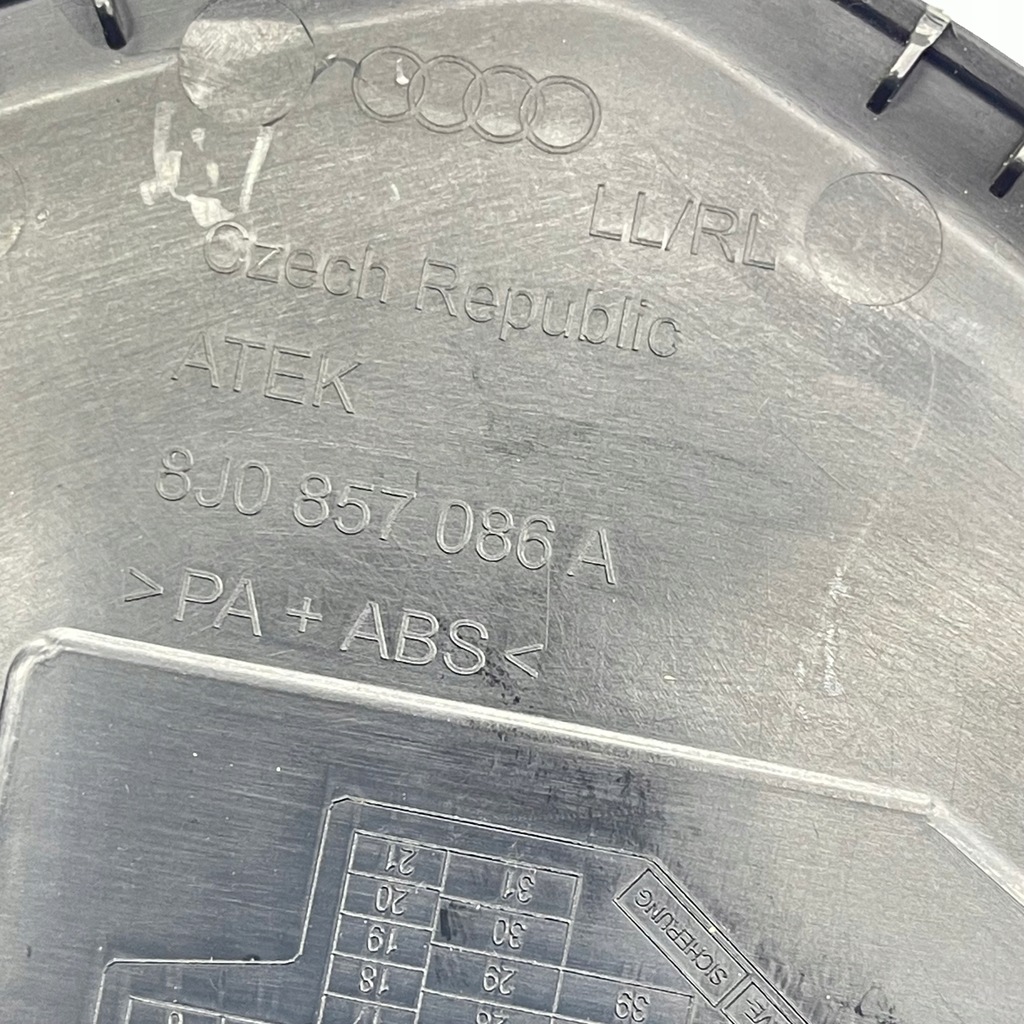 LL/RL
Czech Republic
ATEK
8J0 857 086 A
>PA + ABS<
21 31
20 30
19 29
18 39
SICHERUNG